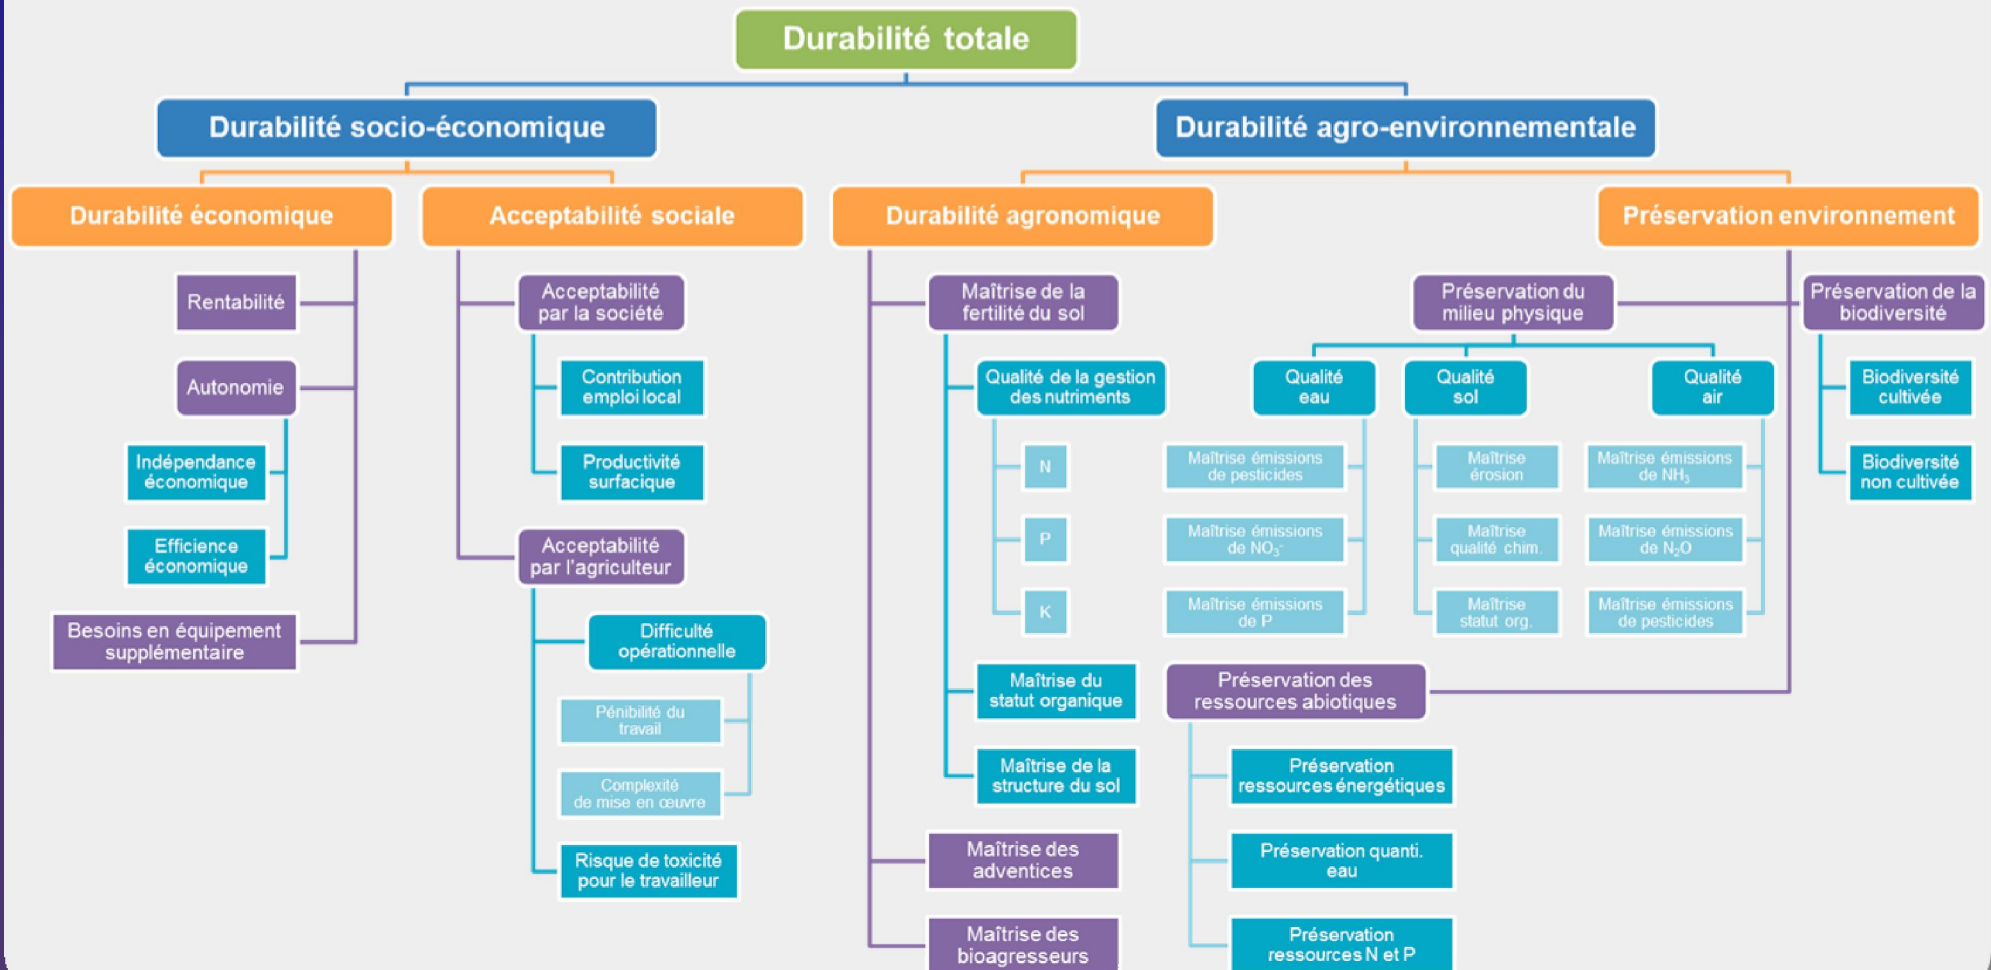 Durabilité totale
Durabilité socio-économique
Durabilité agro-environnementale
Durabilité économique
Acceptabilité sociale
Durabilité agronomique
Préservation environnement
Rentabilité
Autonomie
Indépendance
économique
Efficience
économique
Besoins en équipement
supplémentaire
Acceptabilité
par la société
Contribution
emploi local
Productivité
surfacique
Acceptabilité
par l'agriculteur
Difficulté
opérationnelle
Pénibilité du
travail
Complexité
de mise en œuvre
Risque de toxicité
pour le travailleur
Maîtrise de la
fertilité du sol
Qualité de la gestion
des nutriments
N
P
K
Maîtrise du
statut organique
Maîtrise de la
structure du sol
Maîtrise des
adventices
Maîtrise des
bioagresseurs
Préservation du
milieu physique
Qualité
eau
Maîtrise émissions
de pesticides
Maîtrise émissions
de NO₃⁻
Maîtrise émissions
de P
Qualité
sol
Maîtrise
érosion
Maîtrise
qualité chim.
Maîtrise
statut org.
Qualité
air
Maîtrise émissions
de NH₃
Maîtrise émissions
de N₂O
Maîtrise émissions
de pesticides
Préservation des
ressources abiotiques
Préservation
ressources énergétiques
Préservation quanti.
eau
Préservation
ressources N et P
Préservation de la
biodiversité
Biodiversité
cultivée
Biodiversité
non cultivée